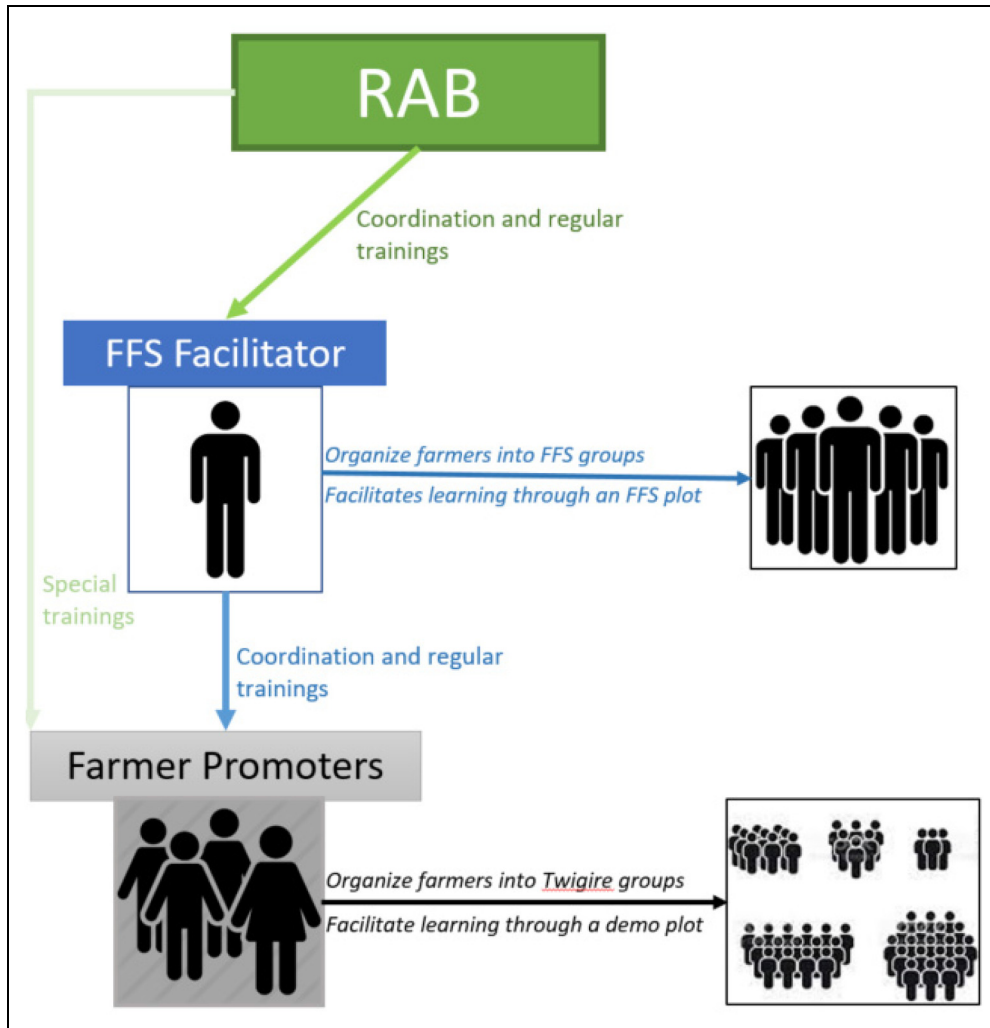 RAB
Coordination and regular
trainings
FFS Facilitator
Organize farmers into FFS groups
Facilitates learning through an FFS plot
Special
trainings
Coordination and regular
trainings
Farmer Promoters
Organize farmers into Twigire groups
Facilitate learning through a demo plot